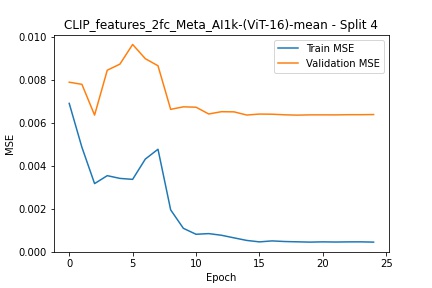 CLIP_features_2fc_Meta_AI1k-(ViT-16)-mean - Split 4
0.010
0.008
0.006
0.004
0.002
0.000
MSE
Train MSE
Validation MSE
0 5 10 15 20 25
Epoch